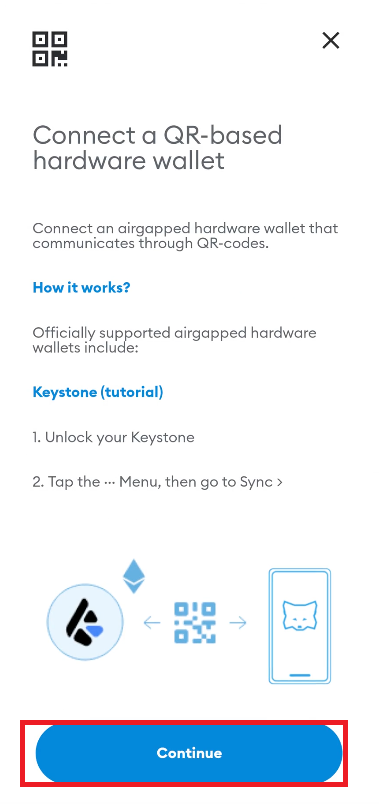 Connect a QR-based
hardware wallet
Connect an airgapped hardware wallet that
communicates through QR-codes.
How it works?
Officially supported airgapped hardware
wallets include:
Keystone (tutorial)
1. Unlock your Keystone
2. Tap the ··· Menu, then go to Sync >
Continue